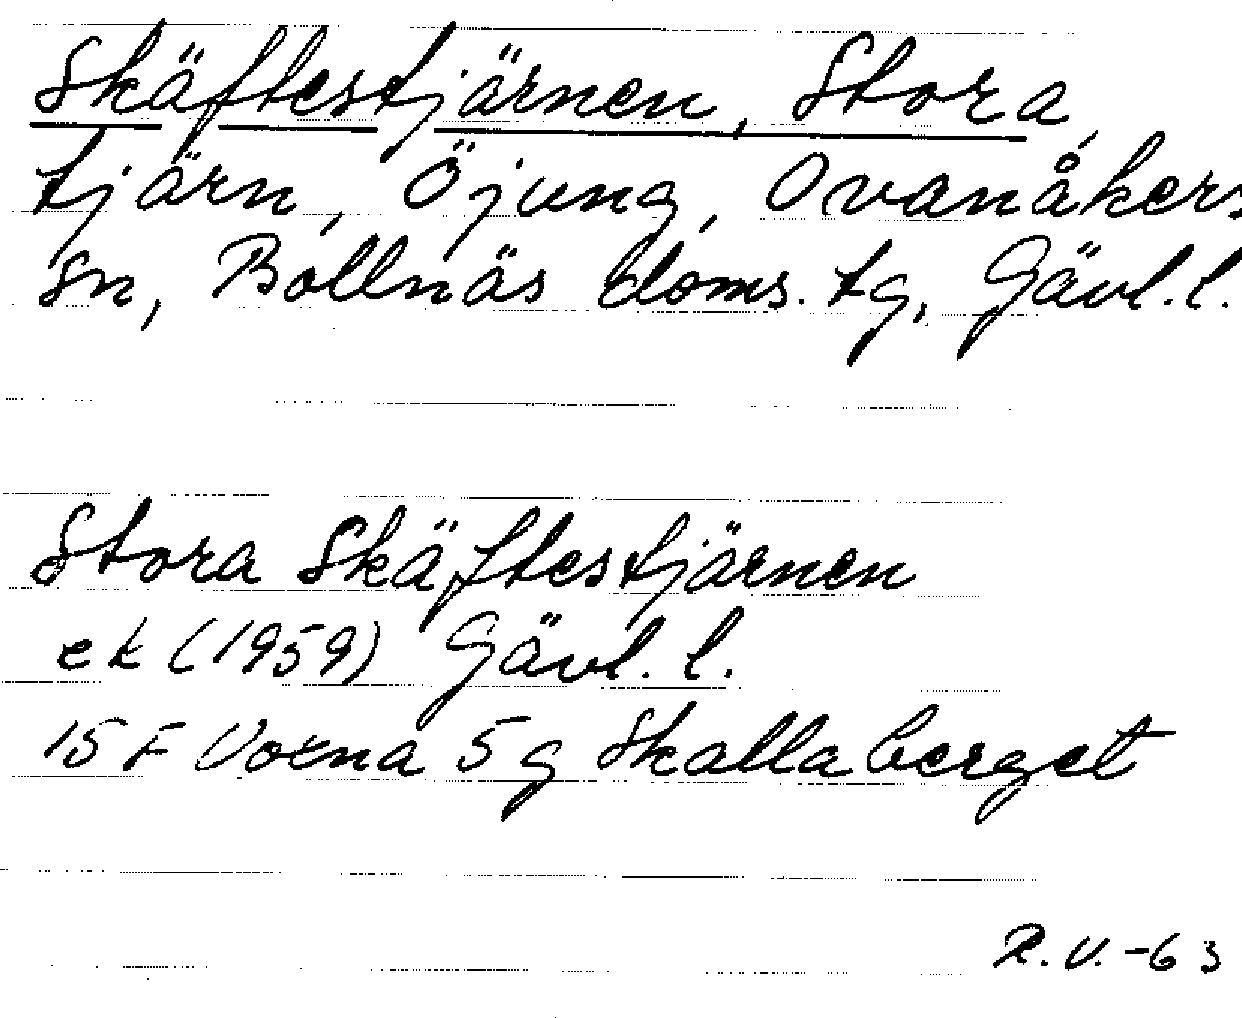 Skäftestjärnen, Stora,
tjärn, Öjung, Ovanåkers
sn, Bollnäs doms. tg, Gävl. l.
Stora Skäftestjärnen
ek (1959) Gävl. l.
15 F Voxna 5 g Skallaberget
R.V. -63